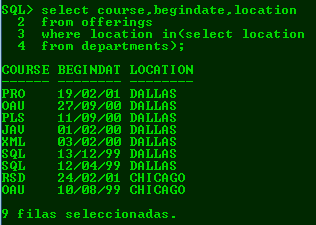 SQL> select course,begindate,location
2 from offerings
3 where location in(select location
4 from departments);
COURSE BEGINDAT LOCATION
------ -------- --------
PRO 19/02/01 DALLAS
OAU 27/09/00 DALLAS
PLS 11/09/00 DALLAS
JAV 01/02/00 DALLAS
XML 03/02/00 DALLAS
SQL 13/12/99 DALLAS
SQL 12/04/99 DALLAS
RSD 24/02/01 CHICAGO
OAU 10/08/99 CHICAGO
9 filas seleccionadas.